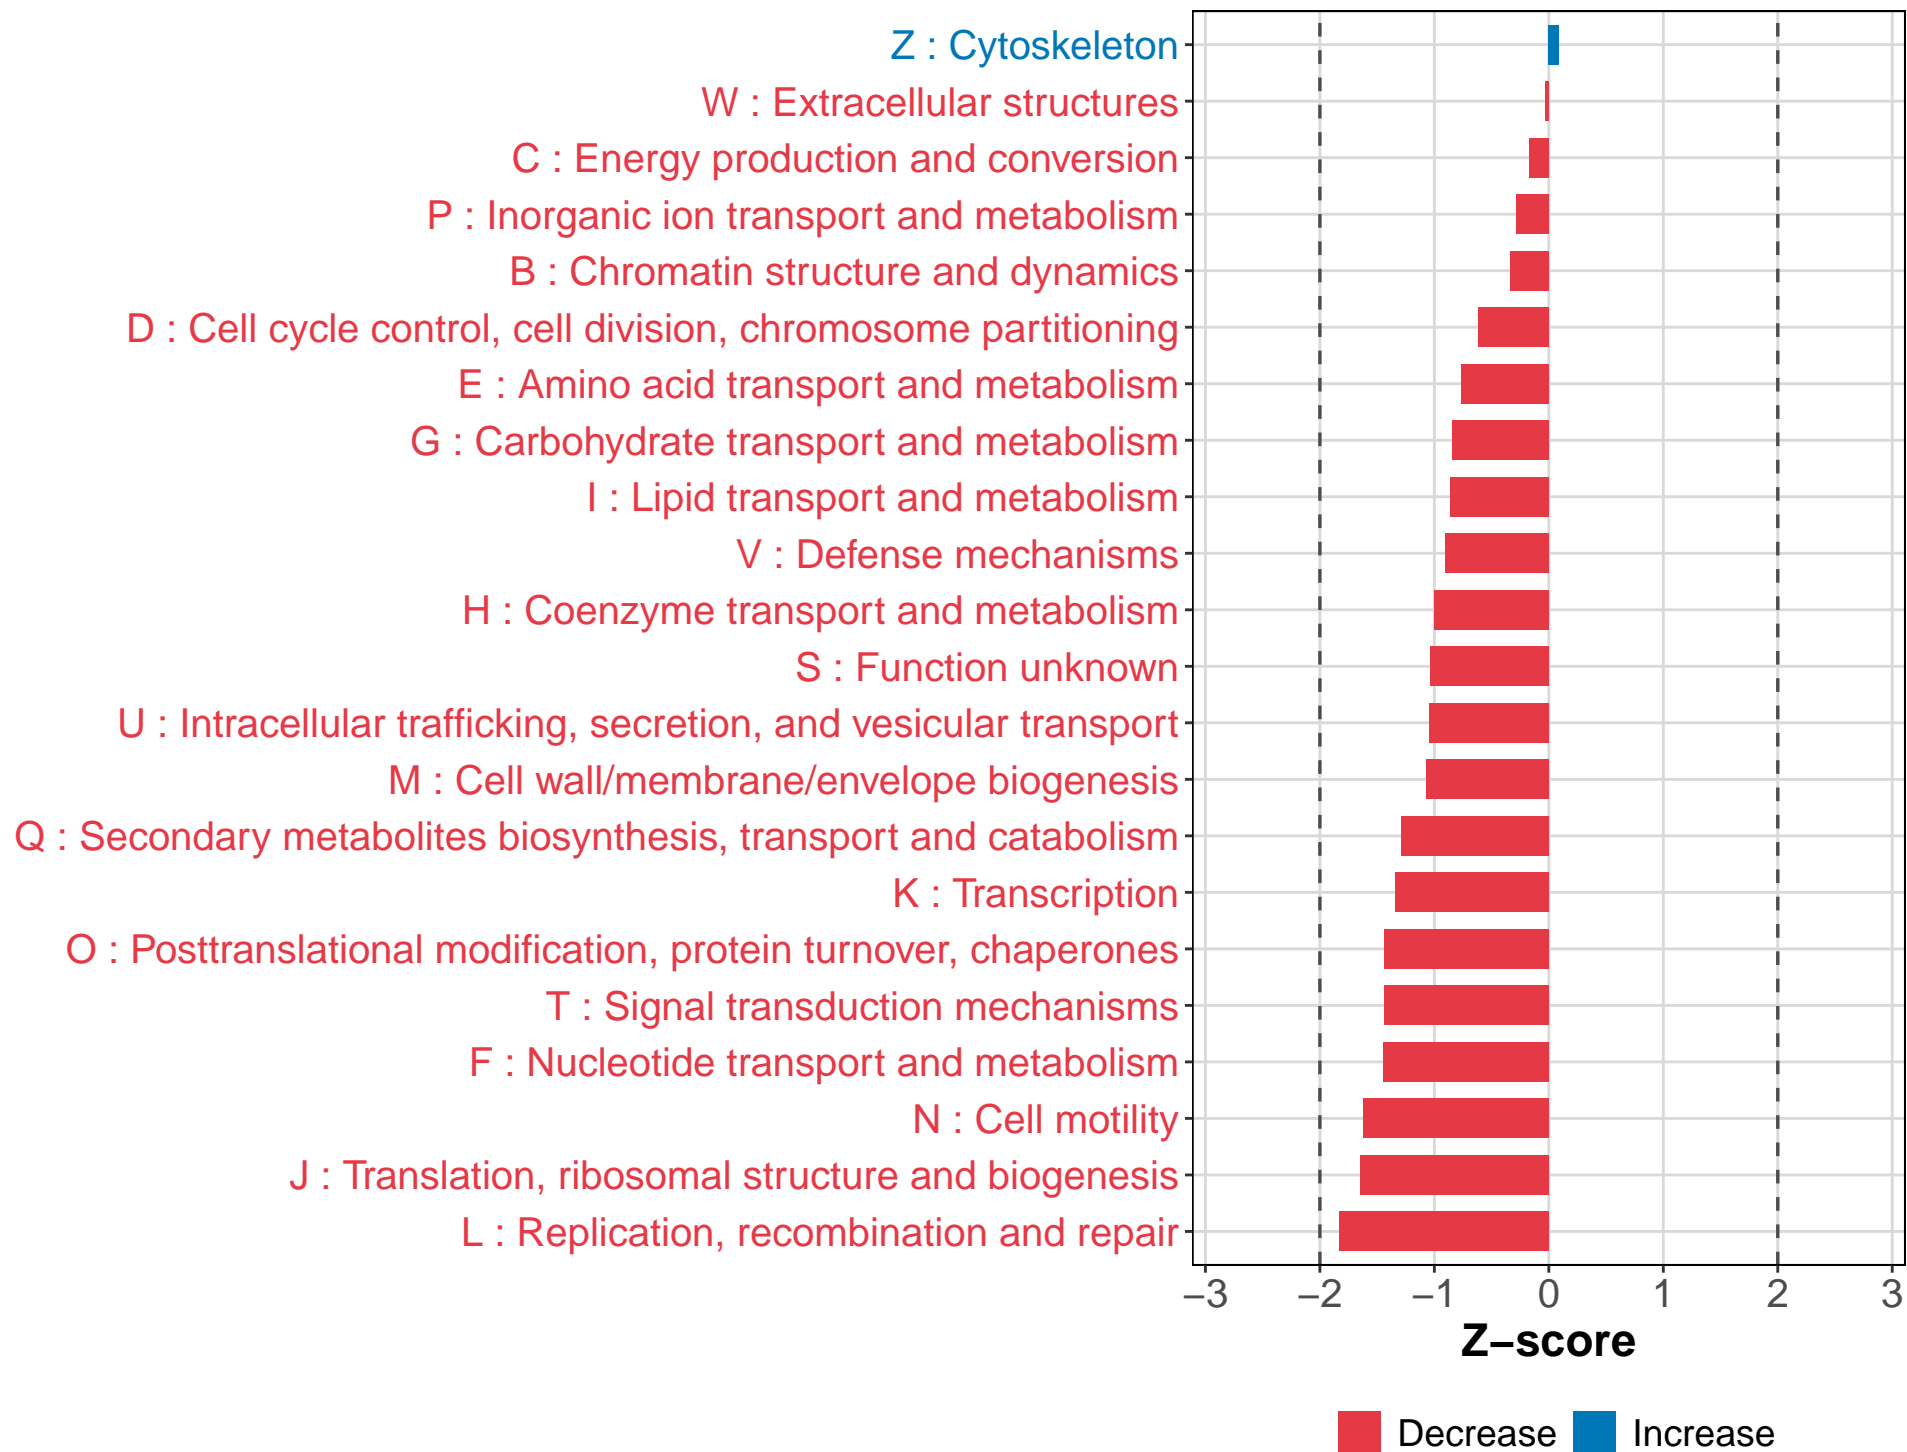 Z : Cytoskeleton
W : Extracellular structures
C : Energy production and conversion
P : Inorganic ion transport and metabolism
B : Chromatin structure and dynamics
D : Cell cycle control, cell division, chromosome partitioning
E : Amino acid transport and metabolism
G : Carbohydrate transport and metabolism
I : Lipid transport and metabolism
V : Defense mechanisms
H : Coenzyme transport and metabolism
S : Function unknown
U : Intracellular trafficking, secretion, and vesicular transport
M : Cell wall/membrane/envelope biogenesis
Q : Secondary metabolites biosynthesis, transport and catabolism
K : Transcription
O : Posttranslational modification, protein turnover, chaperones
T : Signal transduction mechanisms
F : Nucleotide transport and metabolism
N : Cell motility
J : Translation, ribosomal structure and biogenesis
L : Replication, recombination and repair
−3 −2 −1 0 1 2 3
Z−score
Decrease Increase